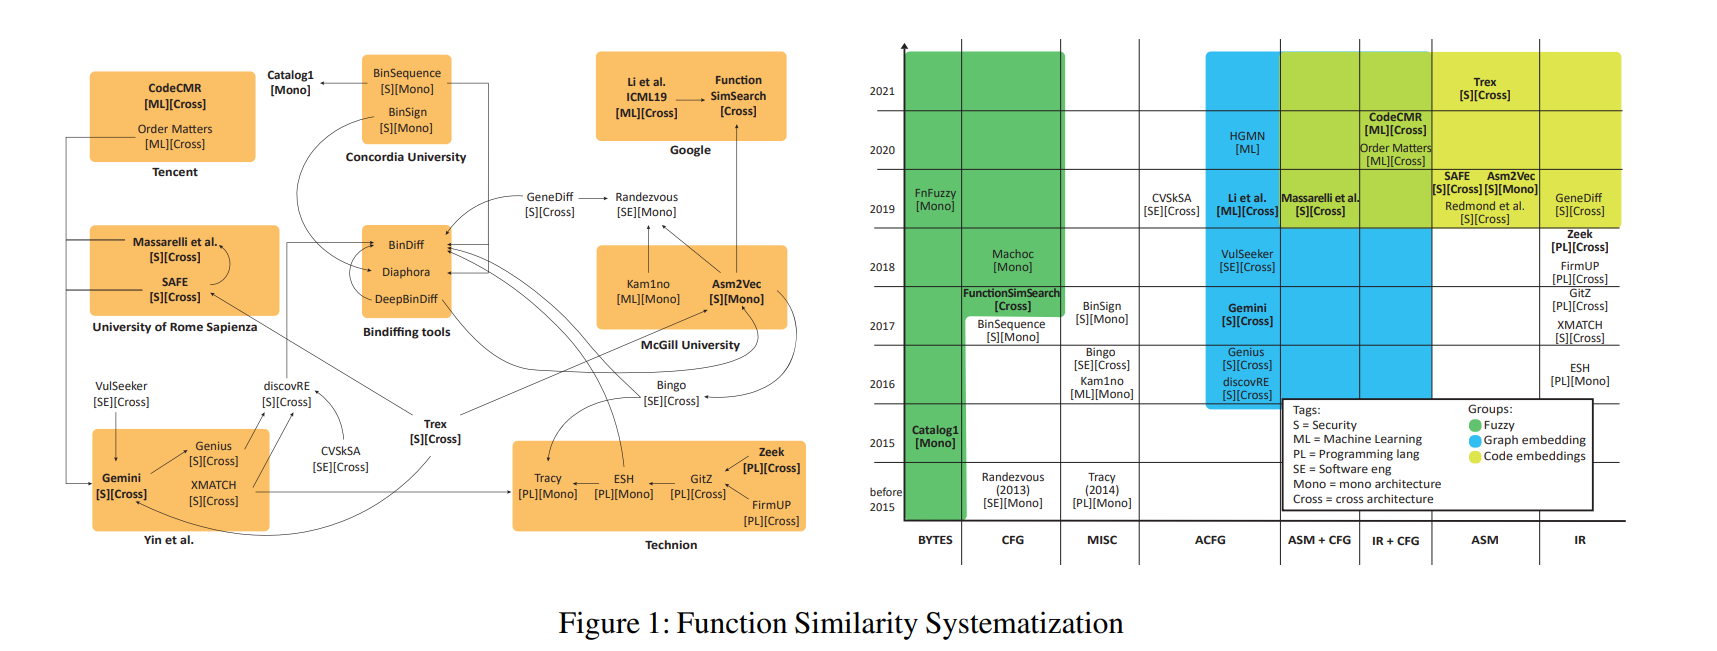 CodeCMR
[ML][Cross]
Order Matters
[ML][Cross]
Tencent
Catalog1
[Mono]
BinSequence
[S][Mono]
BinSign
[S][Mono]
Concordia University
Li et al.
ICML19
[ML][Cross]
Function
SimSearch
[Cross]
Google
GeneDiff
[S][Cross]
Randezvous
[SE][Mono]
Massarelli et al.
[S][Cross]
SAFE
[S][Cross]
University of Rome Sapienza
BinDiff
Diaphora
DeepBinDiff
Bindiffing tools
Kam1no
[ML][Mono]
Asm2Vec
[S][Mono]
McGill University
VulSeeker
[SE][Cross]
discovRE
[S][Cross]
Bingo
[SE][Cross]
Trex
[S][Cross]
CVSkSA
[SE][Cross]
Genius
[S][Cross]
Gemini
[S][Cross]
XMATCH
[S][Cross]
Yin et al.
Tracy
[PL][Mono]
ESH
[PL][Mono]
GitZ
[PL][Cross]
Zeek
[PL][Cross]
FirmUP
[PL][Cross]
Technion
2021
Trex
[S][Cross]
2020
HGMN
[ML]
CodeCMR
[ML][Cross]
Order Matters
[ML][Cross]
2019
FnFuzzy
[Mono]
CVSkSA
[SE][Cross]
Li et al.
[ML][Cross]
Massarelli et al.
[S][Cross]
SAFE
[S][Cross]
Asm2Vec
[S][Mono]
Redmond et al.
[S][Cross]
GeneDiff
[S][Cross]
2018
Machoc
[Mono]
VulSeeker
[SE][Cross]
Zeek
[PL][Cross]
FirmUP
[PL][Cross]
2017
FunctionSimSearch
[Cross]
BinSequence
[S][Mono]
BinSign
[S][Mono]
Gemini
[S][Cross]
GitZ
[PL][Cross]
XMATCH
[S][Cross]
2016
Bingo
[SE][Cross]
Kam1no
[ML][Mono]
Genius
[S][Cross]
discovRE
[S][Cross]
ESH
[PL][Mono]
2015
Catalog1
[Mono]
before
2015
Randezvous
(2013)
[SE][Mono]
Tracy
(2014)
[PL][Mono]
Tags:
S = Security
ML = Machine Learning
PL = Programming lang
SE = Software eng
Mono = mono architecture
Cross = cross architecture
Groups:
Fuzzy
Graph embedding
Code embeddings
BYTES
CFG
MISC
ACFG
ASM + CFG
IR + CFG
ASM
IR
Figure 1: Function Similarity Systematization